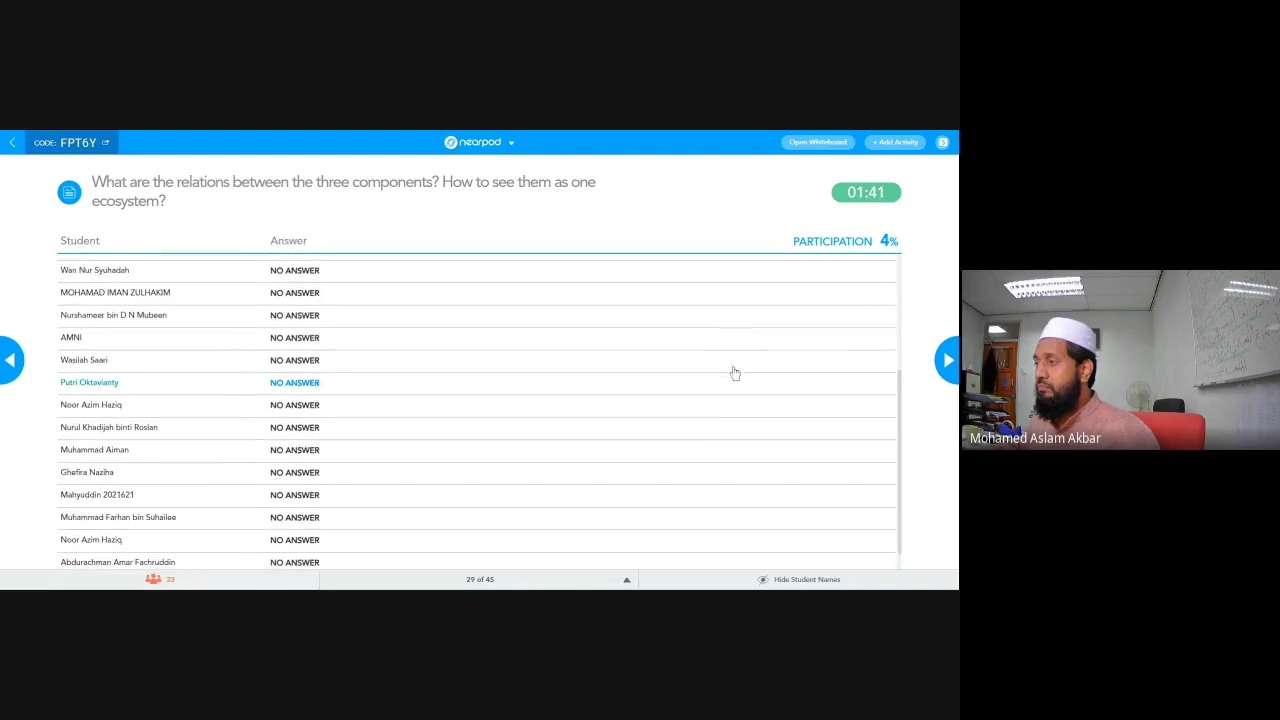 CODE: FPT6Y
nearpod
Open Whiteboard
+ Add Activity
What are the relations between the three components? How to see them as one
ecosystem?
01:41
Student Answer PARTICIPATION 4%
Wan Nur Syuhadah NO ANSWER
MOHAMAD IMAN ZULHAKIM NO ANSWER
Nurshameer bin D N Mubeen NO ANSWER
AMNI NO ANSWER
Wasilah Saari NO ANSWER
Putri Oktavianty NO ANSWER
Noor Azim Haziq NO ANSWER
Nurul Khadijah binti Roslan NO ANSWER
Muhammad Aiman NO ANSWER
Ghefira Naziha NO ANSWER
Mahyuddin 2021621 NO ANSWER
Muhammad Farhan bin Suhailee NO ANSWER
Noor Azim Haziq NO ANSWER
Abdurachman Amar Fachruddin NO ANSWER
23
29 of 45
Hide Student Names
Mohamed Aslam Akbar